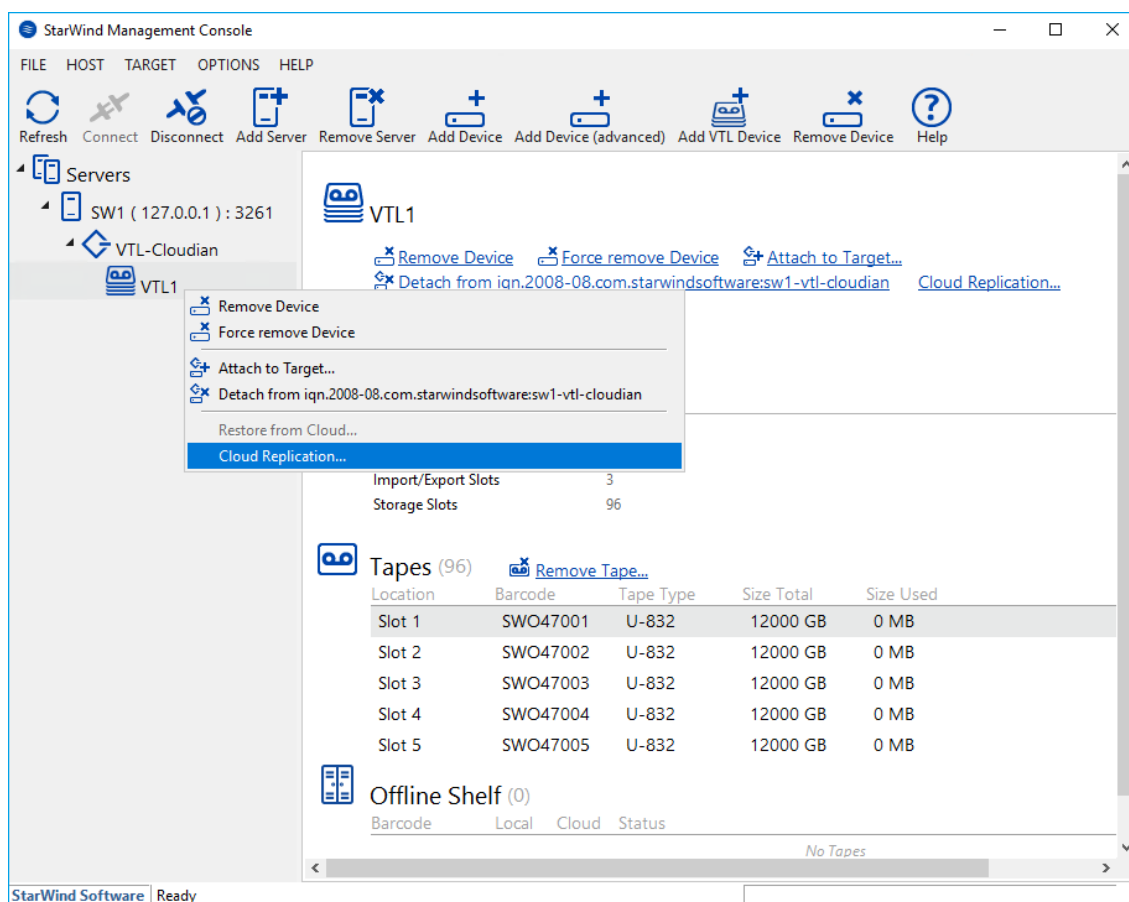 StarWind Management Console
FILE HOST TARGET OPTIONS HELP
Refresh Connect Disconnect Add Server Remove Server Add Device Add Device (advanced) Add VTL Device Remove Device Help
Servers
SW1 ( 127.0.0.1 ) : 3261
VTL-Cloudian
VTL1
VTL1
Remove Device Force remove Device Attach to Target...
Detach from iqn.2008-08.com.starwindsoftware:sw1-vtl-cloudian Cloud Replication...
Remove Device
Force remove Device
Attach to Target...
Detach from iqn.2008-08.com.starwindsoftware:sw1-vtl-cloudian
Restore from Cloud...
Cloud Replication...
Import/Export Slots 3
Storage Slots 96
Tapes (96) Remove Tape...
Location Barcode Tape Type Size Total Size Used
Slot 1 SWO47001 U-832 12000 GB 0 MB
Slot 2 SWO47002 U-832 12000 GB 0 MB
Slot 3 SWO47003 U-832 12000 GB 0 MB
Slot 4 SWO47004 U-832 12000 GB 0 MB
Slot 5 SWO47005 U-832 12000 GB 0 MB
Offline Shelf (0)
Barcode Local Cloud Status
No Tapes
StarWind Software Ready